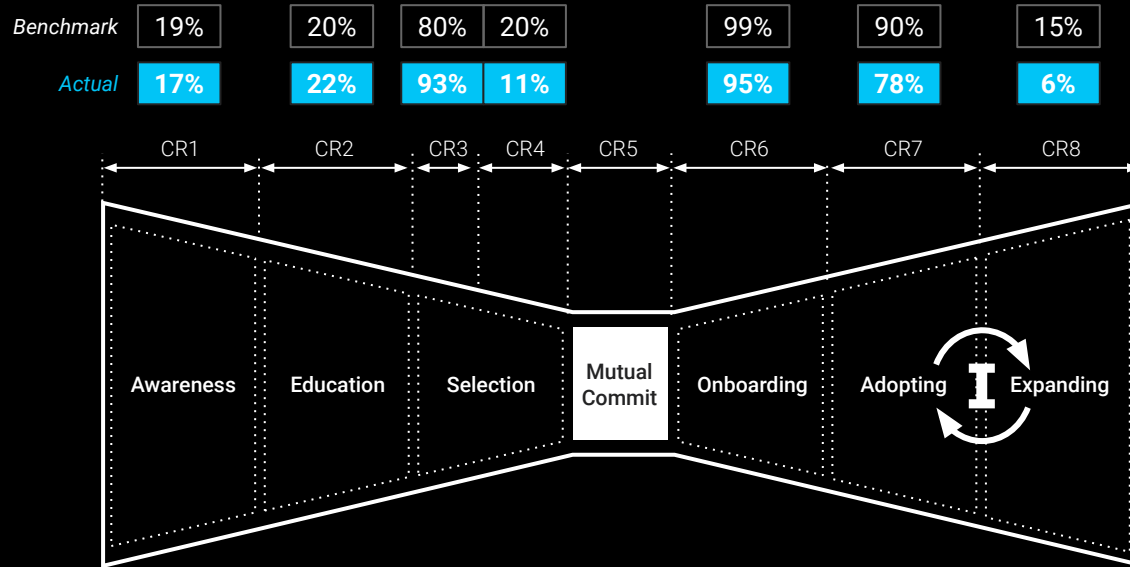 Benchmark 19% 20% 80% 20% 99% 90% 15%
Actual 17% 22% 93% 11% 95% 78% 6%
CR1 CR2 CR3 CR4 CR5 CR6 CR7 CR8
Awareness Education Selection Mutual Commit Onboarding Adopting I Expanding